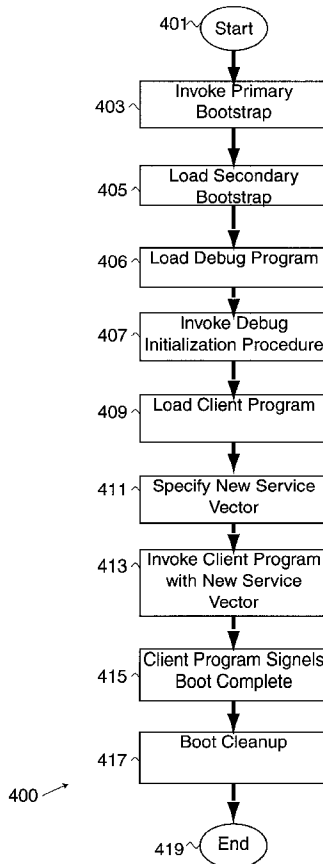 401
Start
403
Invoke Primary
Bootstrap
405
Load Secondary
Bootstrap
406
Load Debug Program
407
Invoke Debug
Initialization Procedure
409
Load Client Program
411
Specify New Service
Vector
413
Invoke Client Program
with New Service
Vector
415
Client Program Signels
Boot Complete
417
Boot Cleanup
400
419
End